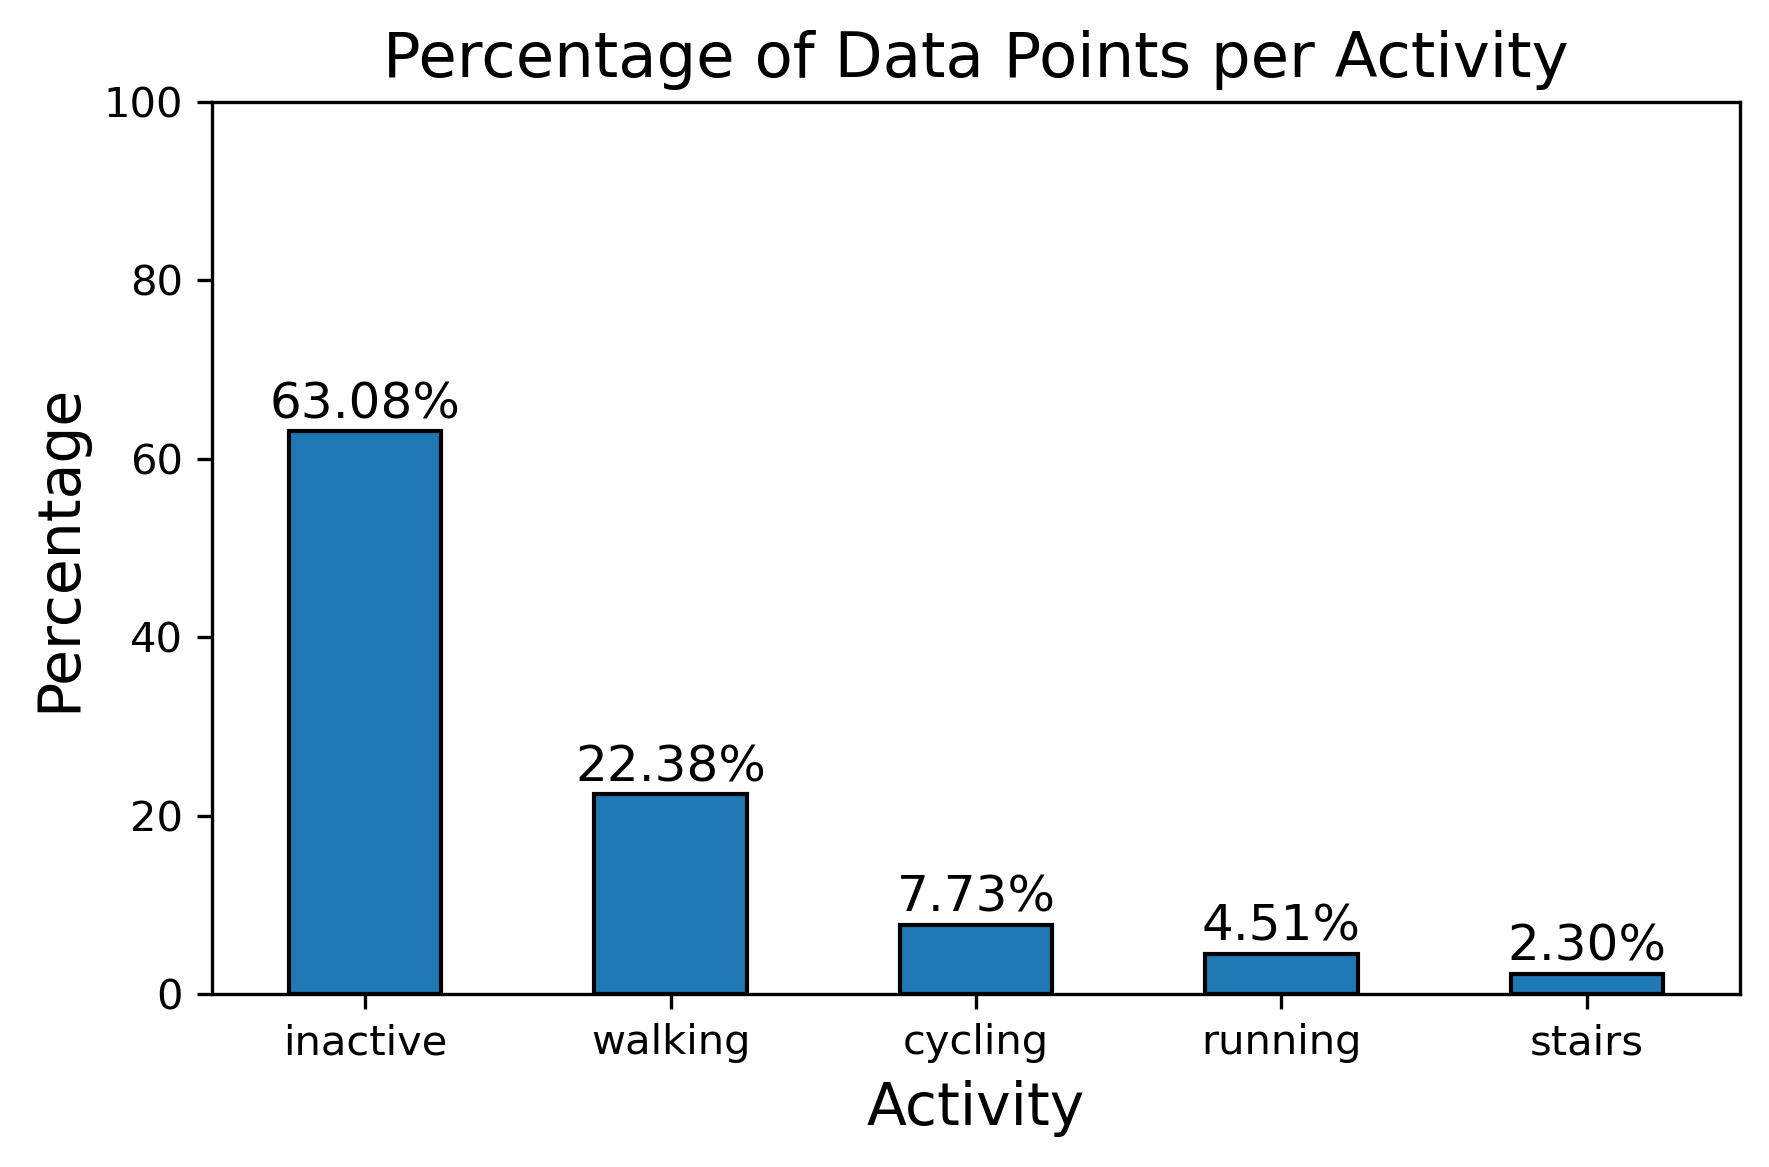 Percentage of Data Points per Activity
100
80
60
40
20
0
Percentage
63.08%
22.38%
7.73%
4.51%
2.30%
inactive
walking
cycling
running
stairs
Activity